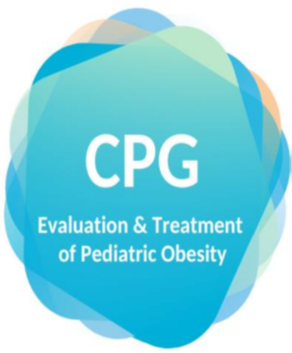 CPG
Evaluation & Treatment
of Pediatric Obesity